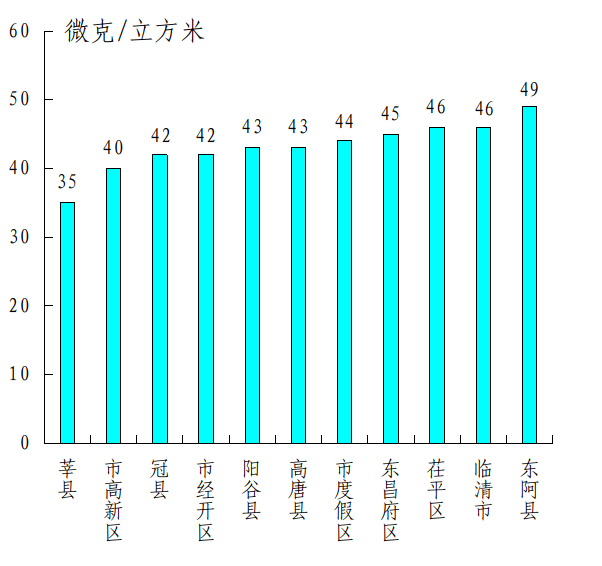 微克/立方米
60
50
40
30
20
10
0
35
40
42
42
43
43
44
45
46
46
49
莘县
市高新区
冠县
市经开区
阳谷县
高唐县
市度假区
东昌府区
茌平区
临清市
东阿县